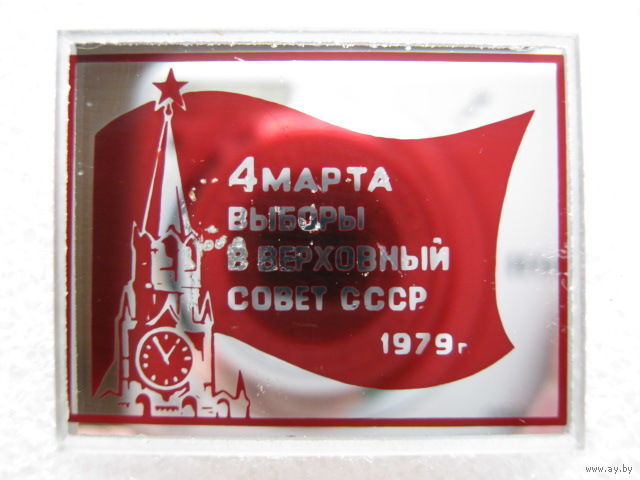 4 МАРТА
ВЫБОРЫ
В ВЕРХОВНЫЙ
СОВЕТ СССР
1979 г
www.ay.by